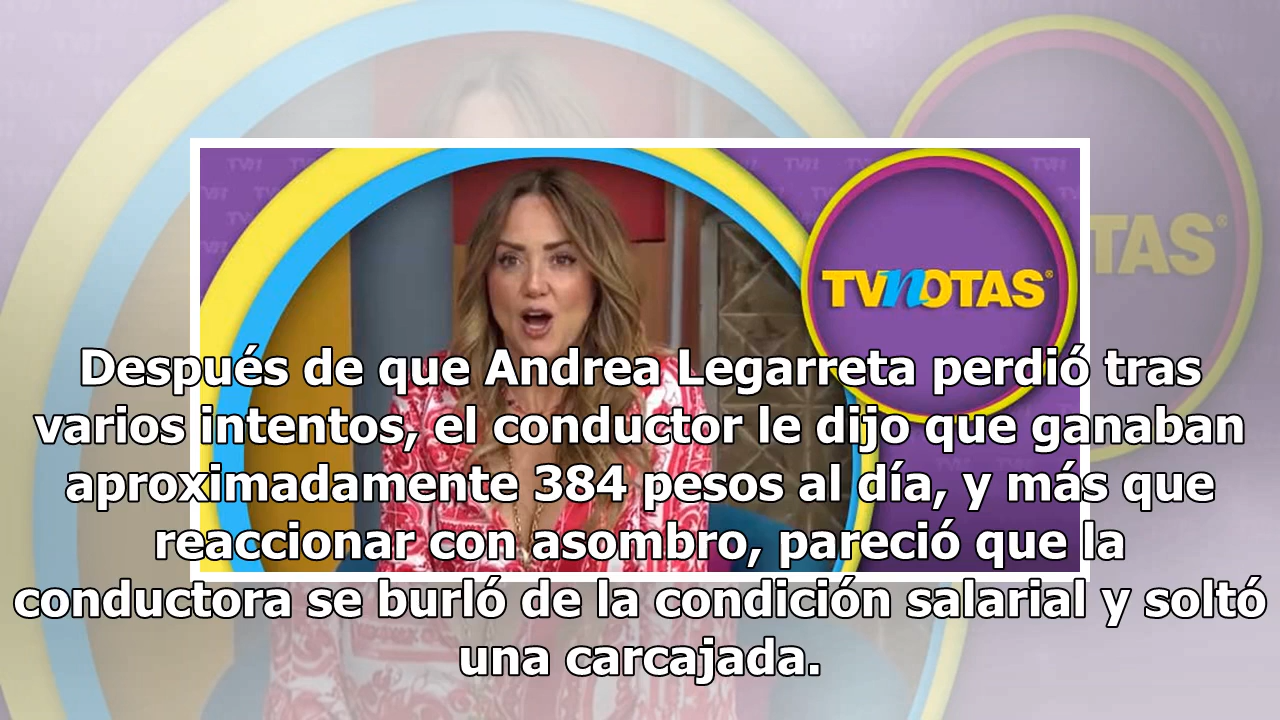 TVnOTAS®
TAS®
Después de que Andrea Legarreta perdió tras
varios intentos, el conductor le dijo que ganaban
aproximadamente 384 pesos al día, y más que
reaccionar con asombro, pareció que la
conductora se burló de la condición salarial y soltó
una carcajada.